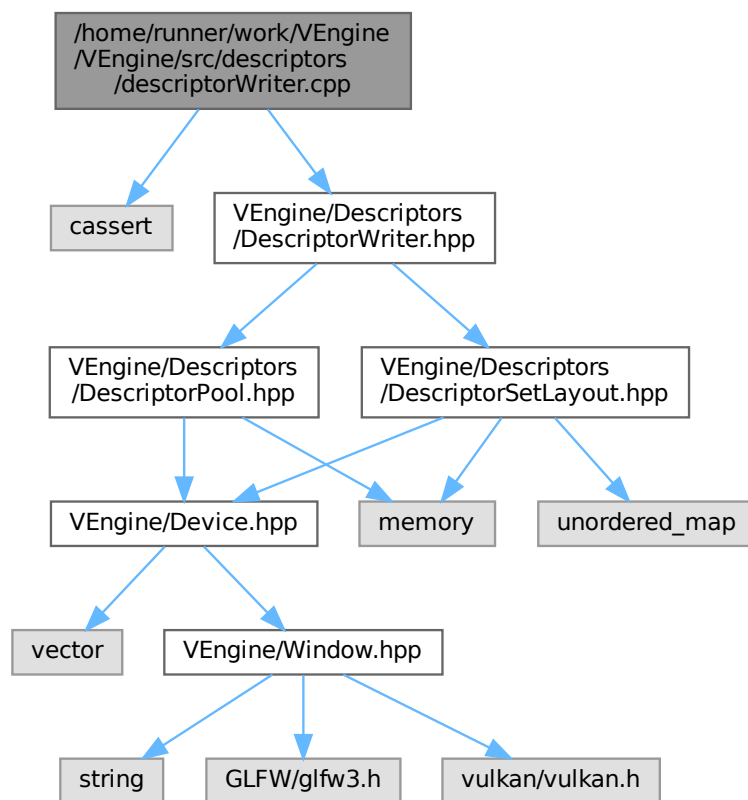 /home/runner/work/VEngine
/VEngine/src/descriptors
/descriptorWriter.cpp
cassert
VEngine/Descriptors
/DescriptorWriter.hpp
VEngine/Descriptors
/DescriptorPool.hpp
VEngine/Descriptors
/DescriptorSetLayout.hpp
VEngine/Device.hpp
memory
unordered_map
vector
VEngine/Window.hpp
string
GLFW/glfw3.h
vulkan/vulkan.h